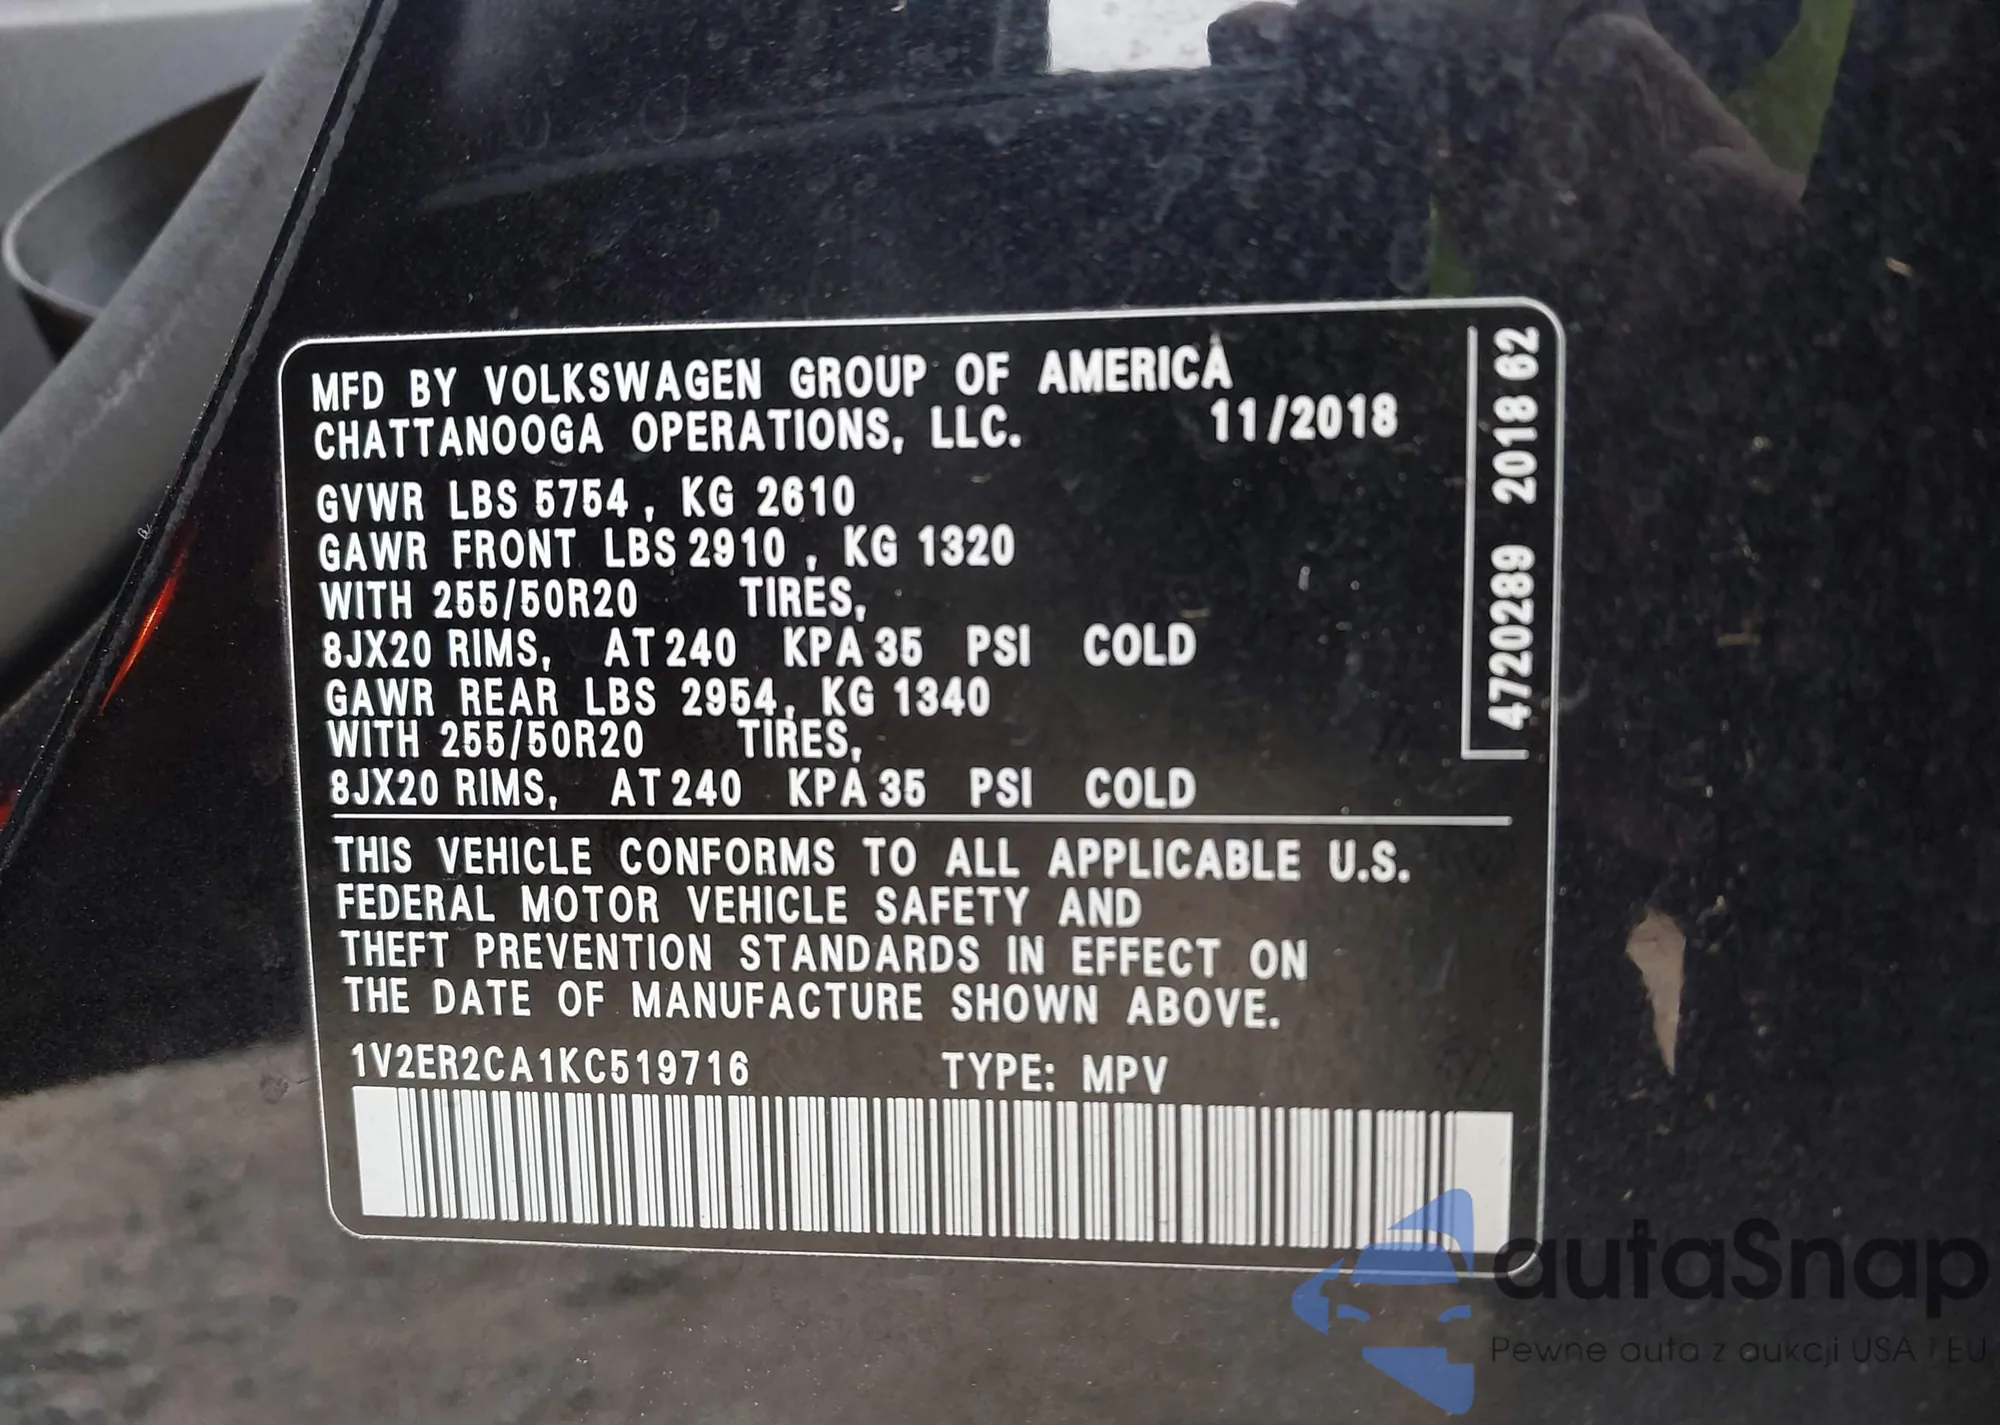 MFD BY VOLKSWAGEN GROUP OF AMERICA
CHATTANOOGA OPERATIONS, LLC. 11/2018
GVWR LBS 5754, KG 2610
GAWR FRONT LBS 2910, KG 1320
WITH 255/50R20 TIRES,
8JX20 RIMS, AT 240 KPA 35 PSI COLD
GAWR REAR LBS 2954, KG 1340
WITH 255/50R20 TIRES,
8JX20 RIMS, AT 240 KPA 35 PSI COLD
THIS VEHICLE CONFORMS TO ALL APPLICABLE U.S.
FEDERAL MOTOR VEHICLE SAFETY AND
THEFT PREVENTION STANDARDS IN EFFECT ON
THE DATE OF MANUFACTURE SHOWN ABOVE.
1V2ER2CA1KC519716 TYPE: MPV
4720289 2018 62
autaSnap
Pewne auta z aukcji USA i EU